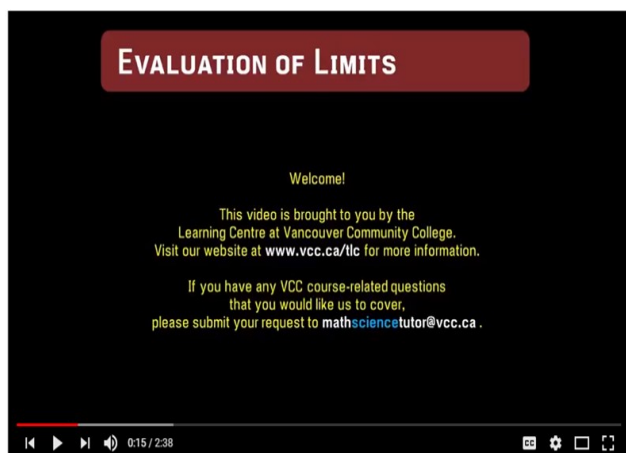 EVALUATION OF LIMITS
Welcome!
This video is brought to you by the
Learning Centre at Vancouver Community College.
Visit our website at www.vcc.ca/tlc for more information.
If you have any VCC course-related questions
that you would like us to cover,
please submit your request to mathsciencetutor@vcc.ca .
0:15 / 2:38
CC